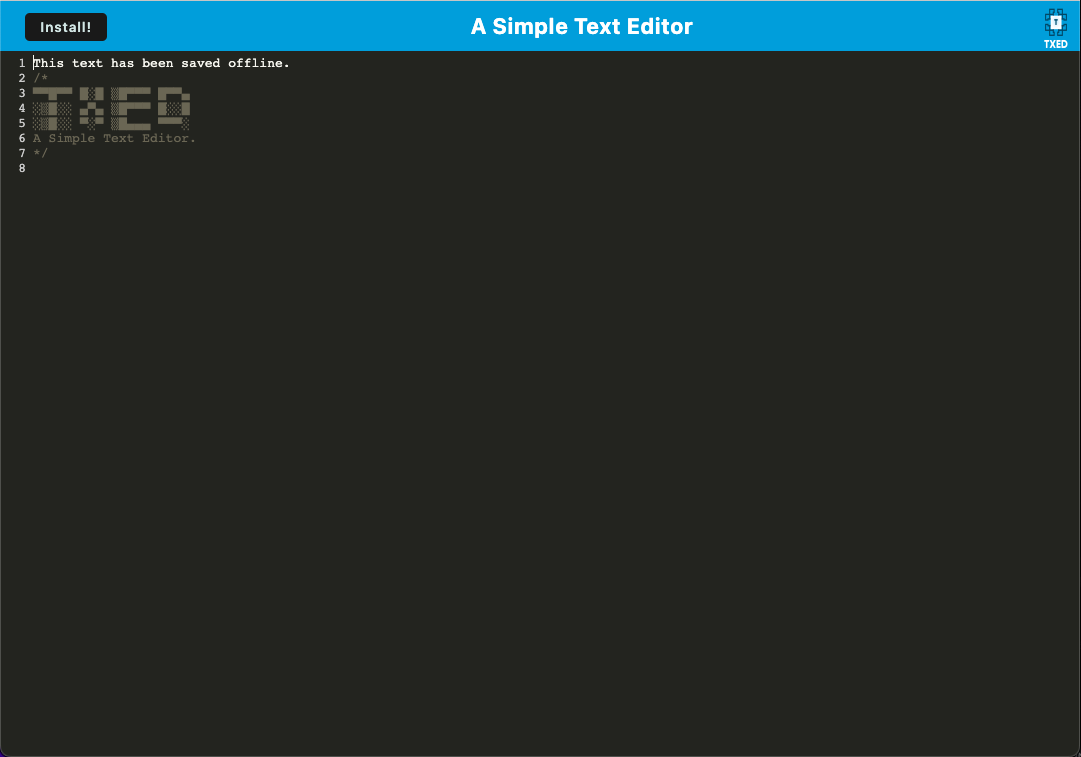 Install!
A Simple Text Editor
T
TXED
1 This text has been saved offline.
2 /*
3 ▀▀█▀▀ █░█ ▒█▀▀▀ █▀▀▄
4 ░▒█░░ ▄▀▄ ▒█▀▀▀ █░░█
5 ░▒█░░ ▀░▀ ▒█▄▄▄ ▀▀▀░
6 A Simple Text Editor.
7 */
8